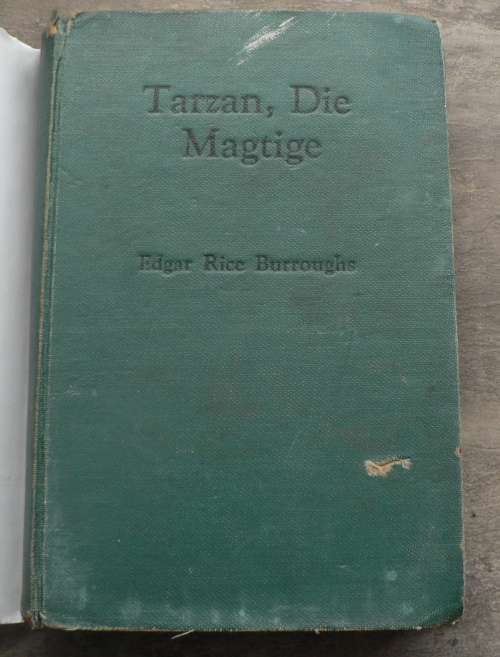 Tarzan, Die
Magtige
Edgar Rice Burroughs